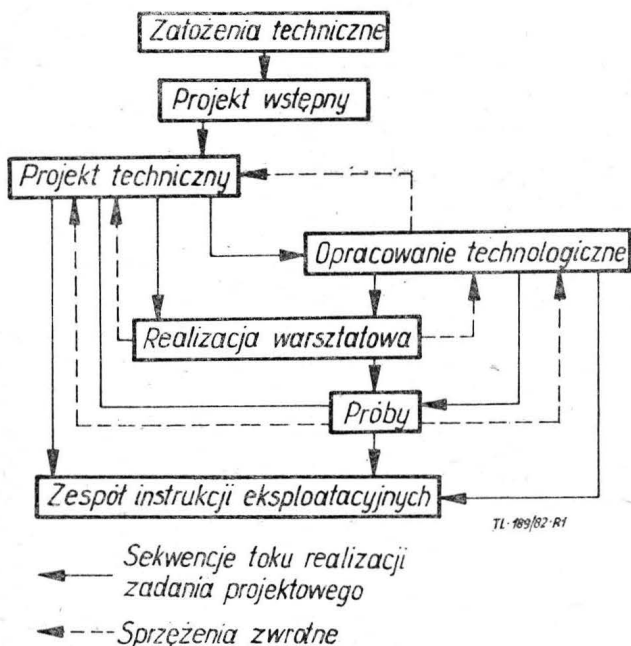 Założenia techniczne
Projekt wstępny
Projekt techniczny
Opracowanie technologiczne
Realizacja warsztatowa
Próby
Zespół instrukcji eksploatacyjnych
TL-189/82-R1
Sekwencje toku realizacji
zadania projektowego
Sprzężenia zwrotne